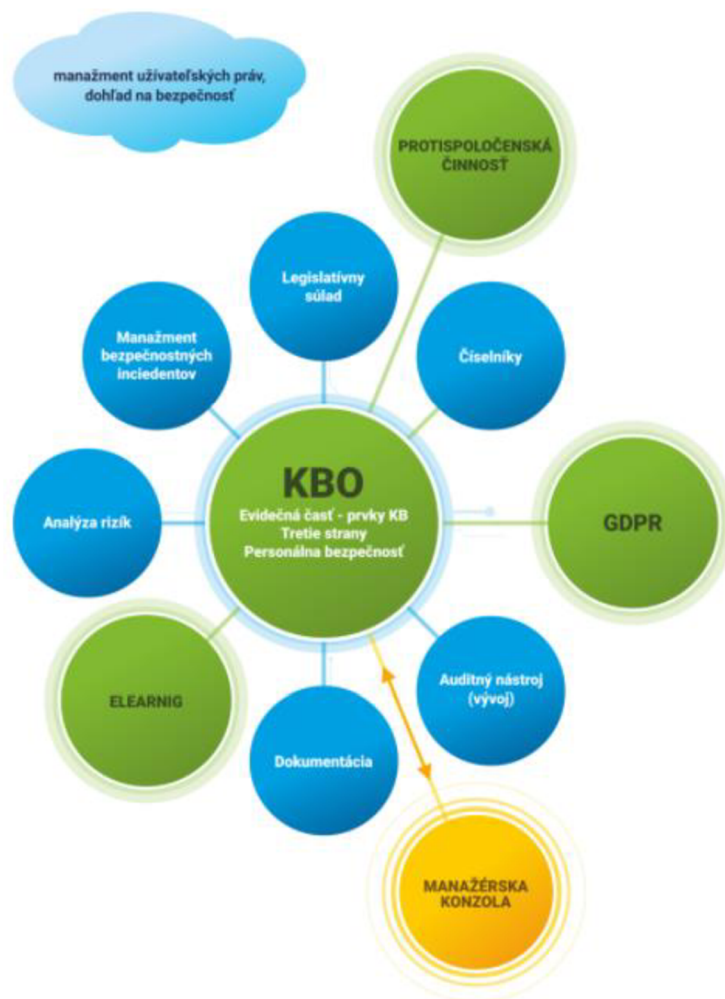 manažment užívateľských práv,
dohľad na bezpečnosť
PROTISPOLOČENSKÁ
ČINNOSŤ
Legislatívny
súlad
Manažment
bezpečnostných
inciedentov
Číselníky
KBO
Evidečná časť - prvky KB
Tretie strany
Personálna bezpečnosť
Analýza rizík
GDPR
ELEARNIG
Auditný nástroj
(vývoj)
Dokumentácia
MANAŽÉRSKA
KONZOLA